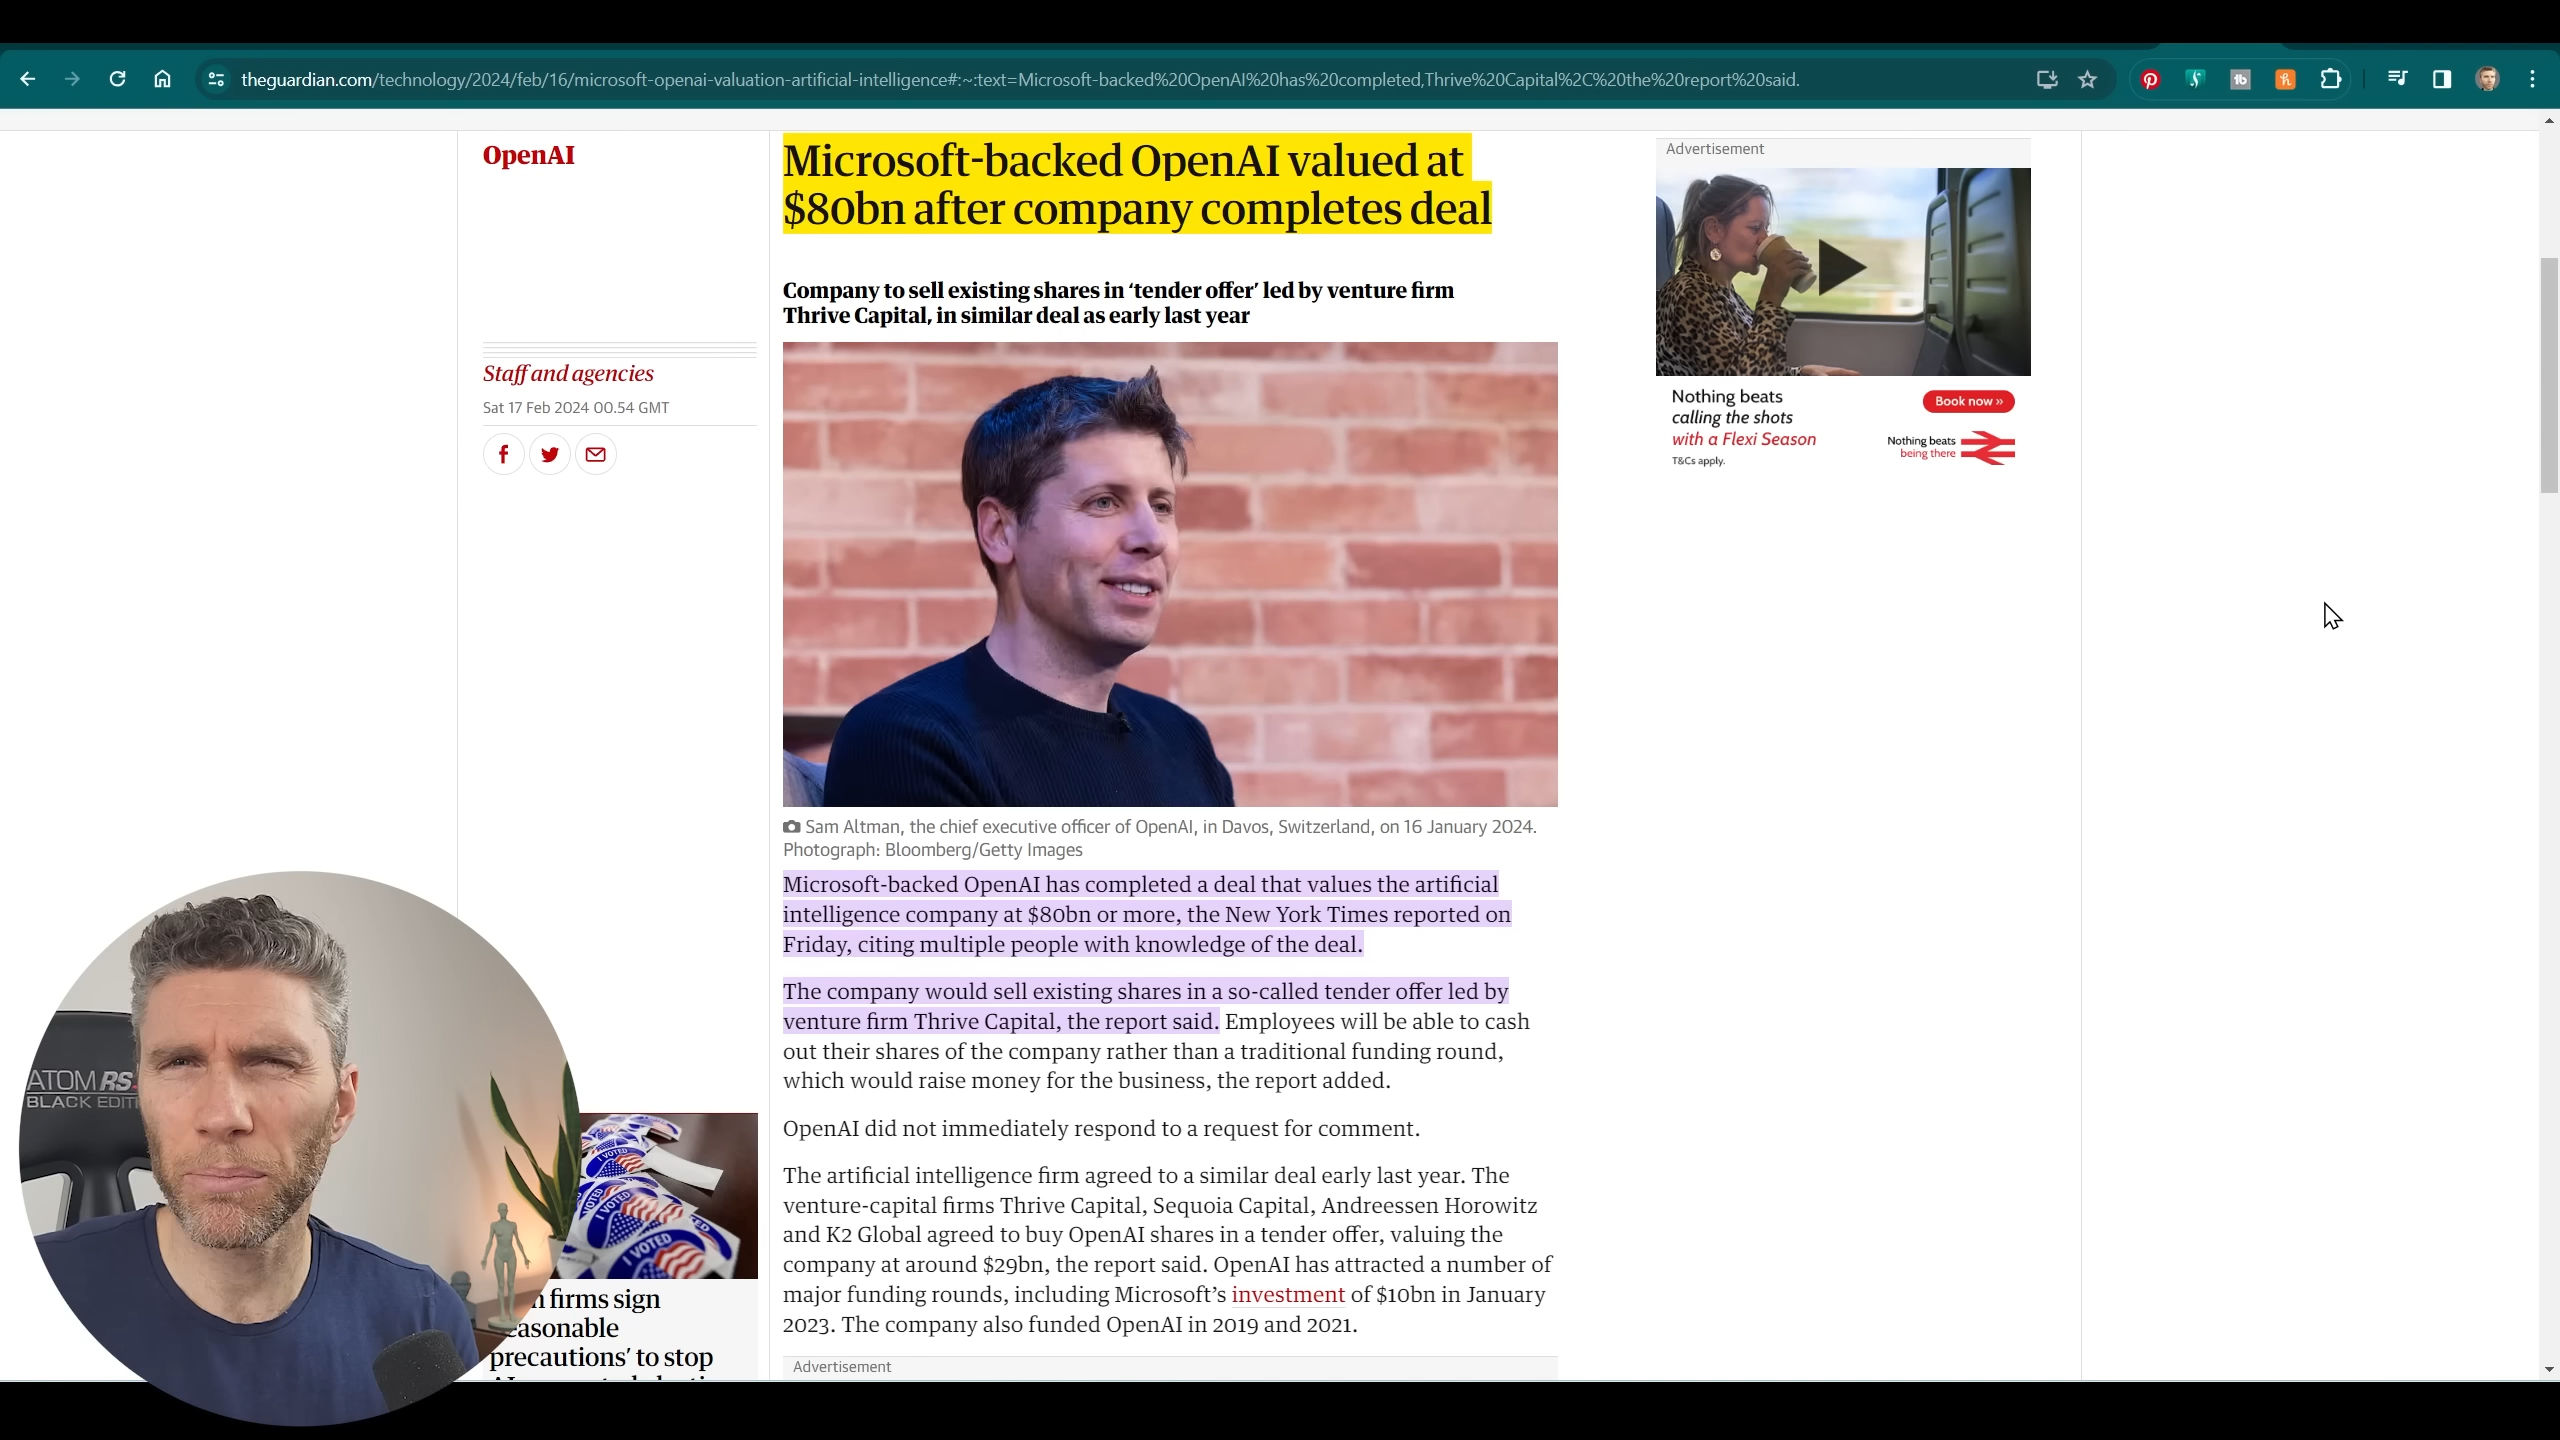 theguardian.com/technology/2024/feb/16/microsoft-openai-valuation-artificial-intelligence#:~:text=Microsoft-backed%20OpenAI%20has%20completed,Thrive%20Capital%2C%20the%20report%20said.
OpenAI
Microsoft-backed OpenAI valued at
$80bn after company completes deal
Company to sell existing shares in ‘tender offer’ led by venture firm
Thrive Capital, in similar deal as early last year
Staff and agencies
Sat 17 Feb 2024 00.54 GMT
Sam Altman, the chief executive officer of OpenAI, in Davos, Switzerland, on 16 January 2024.
Photograph: Bloomberg/Getty Images
Microsoft-backed OpenAI has completed a deal that values the artificial
intelligence company at $80bn or more, the New York Times reported on
Friday, citing multiple people with knowledge of the deal.
The company would sell existing shares in a so-called tender offer led by
venture firm Thrive Capital, the report said. Employees will be able to cash
out their shares of the company rather than a traditional funding round,
which would raise money for the business, the report added.
OpenAI did not immediately respond to a request for comment.
The artificial intelligence firm agreed to a similar deal early last year. The
venture-capital firms Thrive Capital, Sequoia Capital, Andreessen Horowitz
and K2 Global agreed to buy OpenAI shares in a tender offer, valuing the
company at around $29bn, the report said. OpenAI has attracted a number of
major funding rounds, including Microsoft’s investment of $10bn in January
2023. The company also funded OpenAI in 2019 and 2021.
Advertisement
Advertisement
Nothing beats
calling the shots
with a Flexi Season
T&Cs apply.
Book now »
Nothing beats
being there
ATOM RS
BLACK EDITI
I VOTED
I VOTED
I VOTED
firms sign
easonable
precautions’ to stop